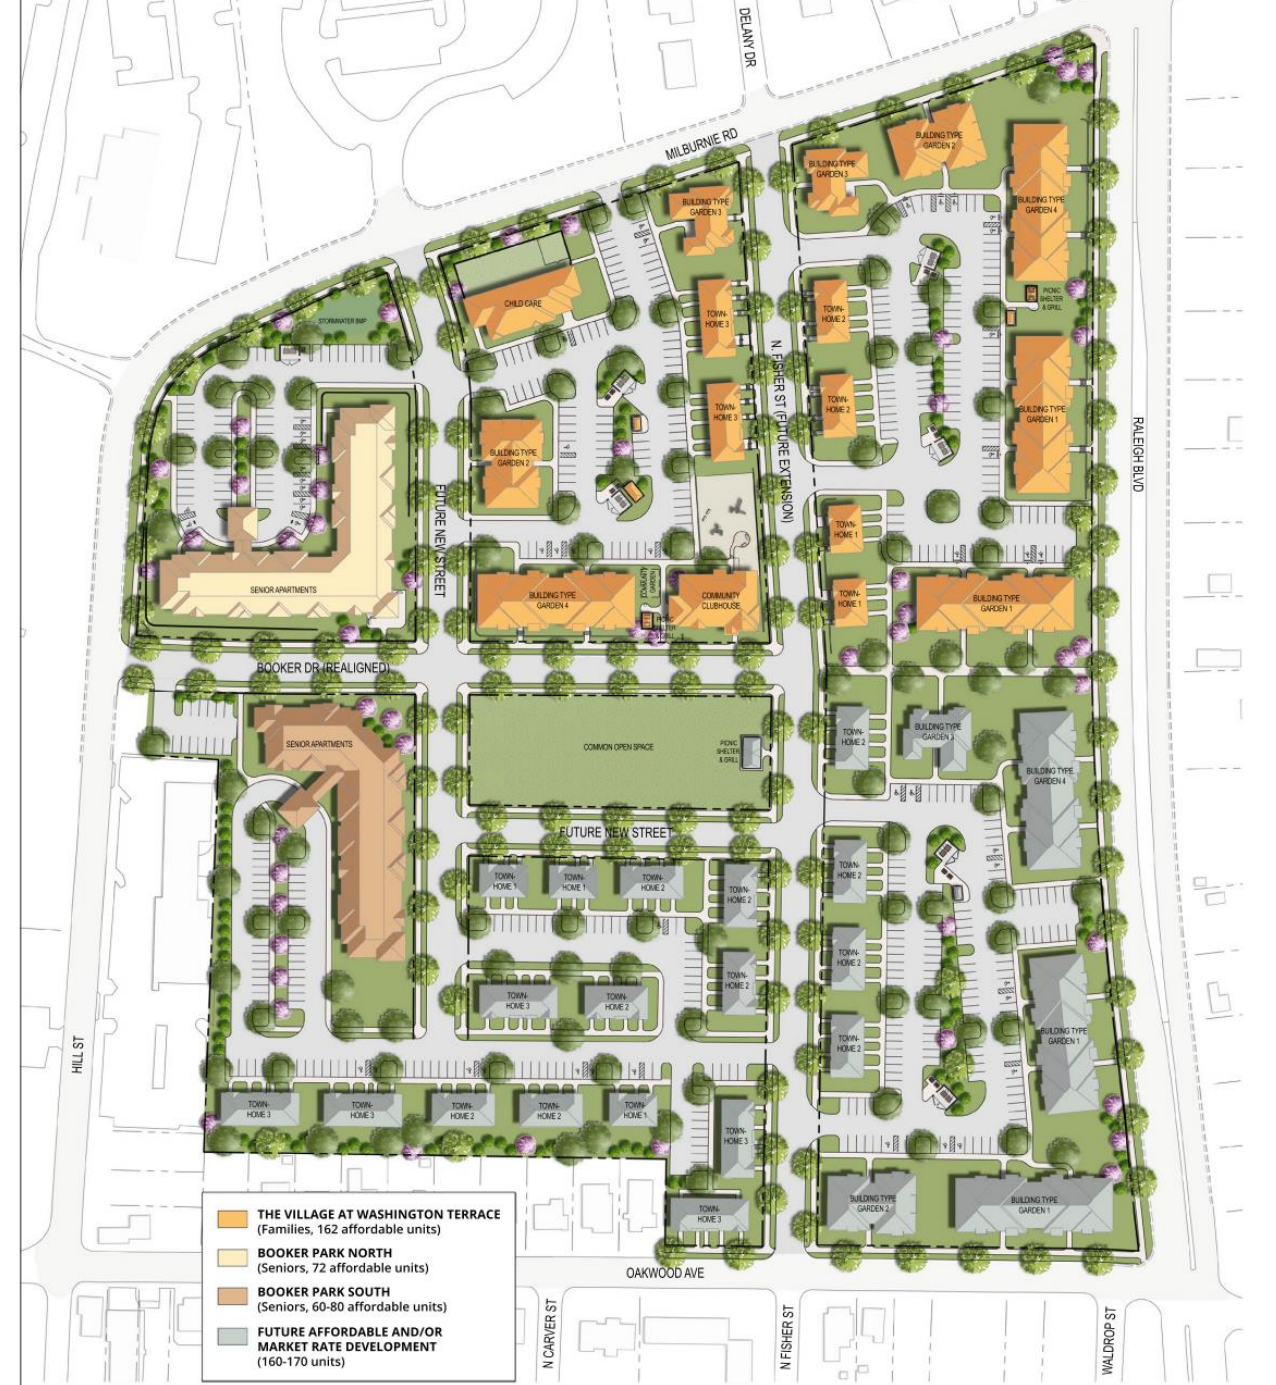 DELANY DR
MILBURNIE RD
BUILDING TYPE
GARDEN 2
BUILDING TYPE
GARDEN 3
BUILDING TYPE
GARDEN 4
BUILDING TYPE
GARDEN 3
CHILD CARE
STORMWATER BMP
TOWN-
HOME 3
TOWN-
HOME 2
PICNIC
SHELTER
& GRILL
TOWN-
HOME 3
TOWN-
HOME 2
BUILDING TYPE
GARDEN 1
BUILDING TYPE
GARDEN 2
N. FISHER ST (FUTURE EXTENSION)
RALEIGH BLVD
FUTURE NEW STREET
TOWN-
HOME 1
SENIOR APARTMENTS
BUILDING TYPE
GARDEN 4
COMMUNITY
GARDEN
COMMUNITY
CLUBHOUSE
PICNIC
SHELTER
& GRILL
TOWN-
HOME 1
BUILDING TYPE
GARDEN 1
BOOKER DR (REALIGNED)
SENIOR APARTMENTS
COMMON OPEN SPACE
PICNIC
SHELTER
& GRILL
TOWN-
HOME 2
BUILDING TYPE
GARDEN 3
BUILDING TYPE
GARDEN 4
FUTURE NEW STREET
TOWN-
HOME 1
TOWN-
HOME 1
TOWN-
HOME 2
TOWN-
HOME 2
TOWN-
HOME 2
TOWN-
HOME 3
TOWN-
HOME 2
TOWN-
HOME 2
TOWN-
HOME 2
TOWN-
HOME 2
BUILDING TYPE
GARDEN 1
HILL ST
TOWN-
HOME 3
TOWN-
HOME 3
TOWN-
HOME 2
TOWN-
HOME 2
TOWN-
HOME 1
TOWN-
HOME 3
TOWN-
HOME 3
BUILDING TYPE
GARDEN 2
BUILDING TYPE
GARDEN 1
OAKWOOD AVE
N CARVER ST
N FISHER ST
WALDROP ST
THE VILLAGE AT WASHINGTON TERRACE
(Families, 162 affordable units)
BOOKER PARK NORTH
(Seniors, 72 affordable units)
BOOKER PARK SOUTH
(Seniors, 60-80 affordable units)
FUTURE AFFORDABLE AND/OR
MARKET RATE DEVELOPMENT
(160-170 units)